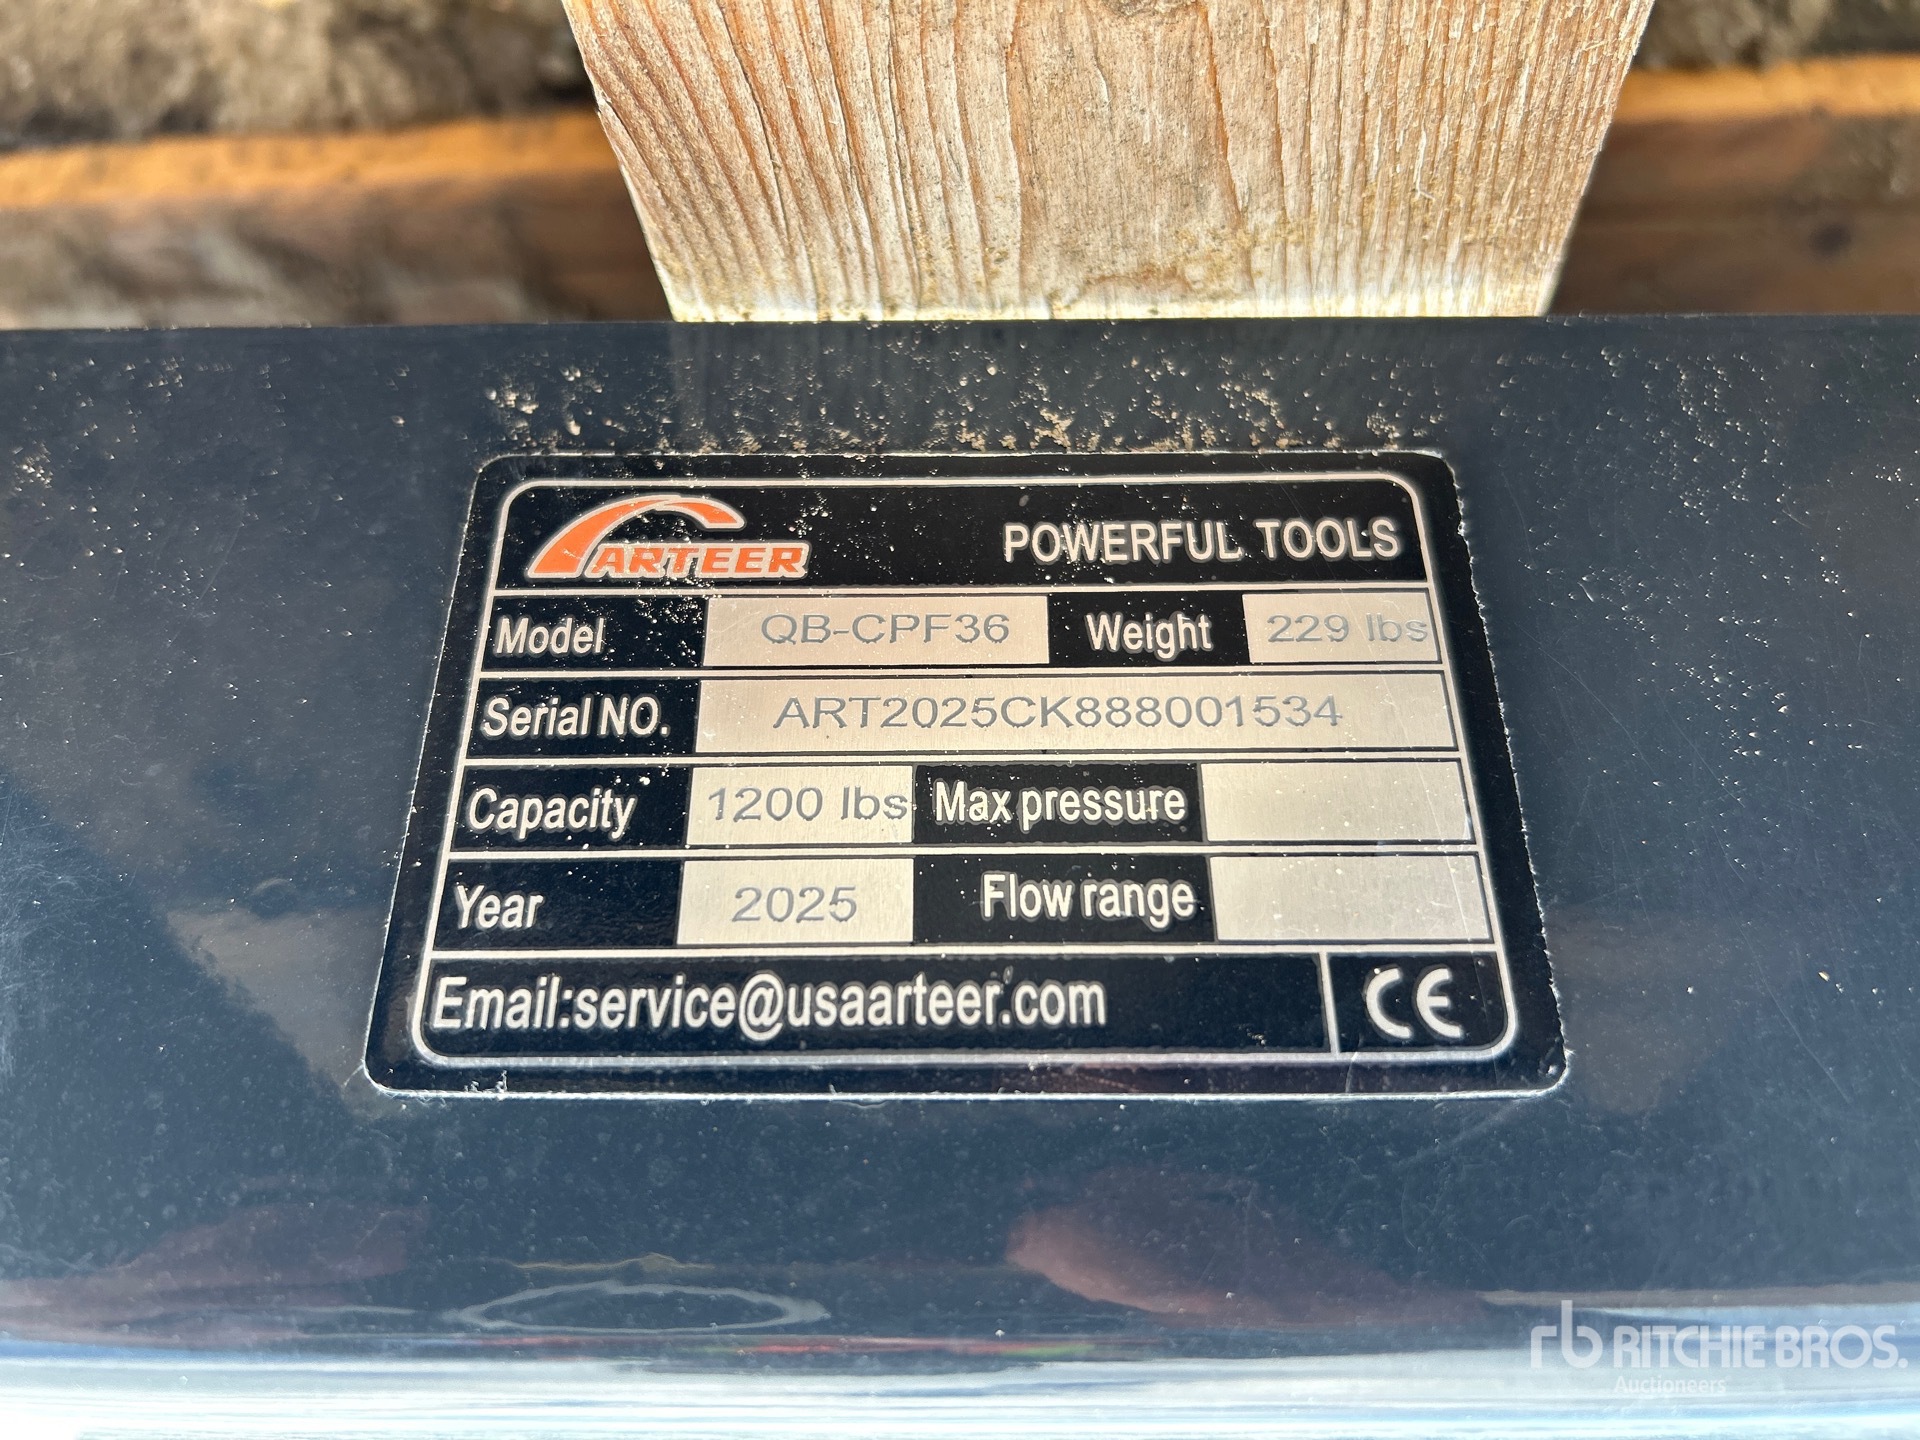 ARTEER POWERFUL TOOLS
Model QB-CPF36 Weight 229 lbs
Serial NO. ART2025CK888001534
Capacity 1200 lbs Max pressure
Year 2025 Flow range
Email:service@usaarteer.com CE
rb RITCHIE BROS.
Auctioneers